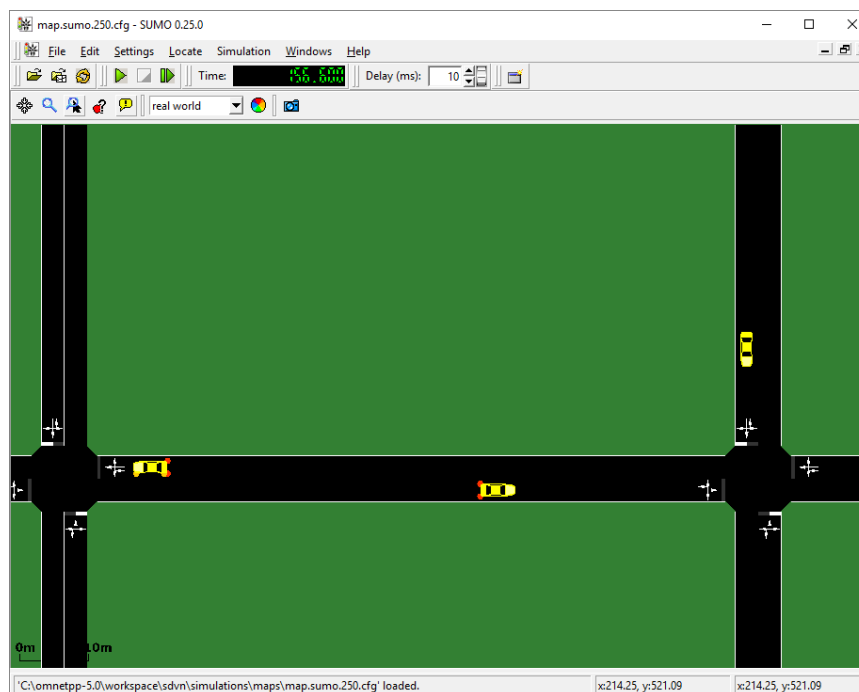 map.sumo.250.cfg - SUMO 0.25.0
File Edit Settings Locate Simulation Windows Help
Time: 156.600 Delay (ms): 10
real world
0m 10m
'C:\omnetpp-5.0\workspace\sdvn\simulations\maps\map.sumo.250.cfg' loaded. x:214.25, y:521.09 x:214.25, y:521.09